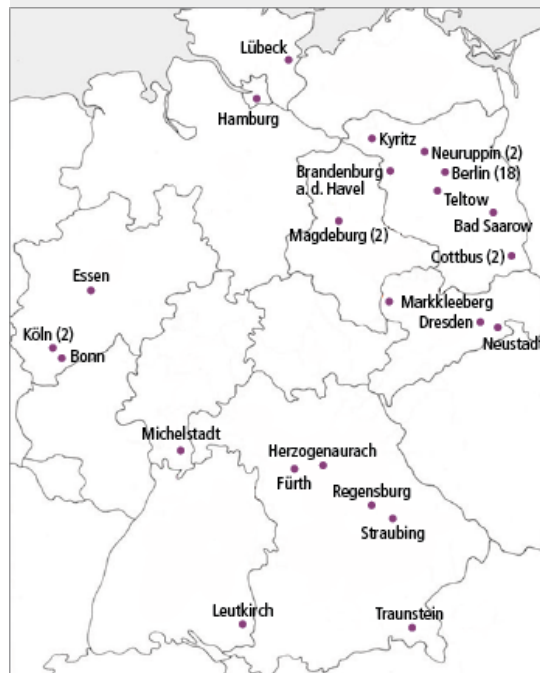 Lübeck
Hamburg
Kyritz
Neuruppin (2)
Brandenburg
a. d. Havel
Berlin (18)
Teltow
Bad Saarow
Magdeburg (2)
Cottbus (2)
Essen
Markkleeberg
Dresden
Neustadt
Köln (2)
Bonn
Michelstadt
Herzogenaurach
Fürth
Regensburg
Straubing
Leutkirch
Traunstein